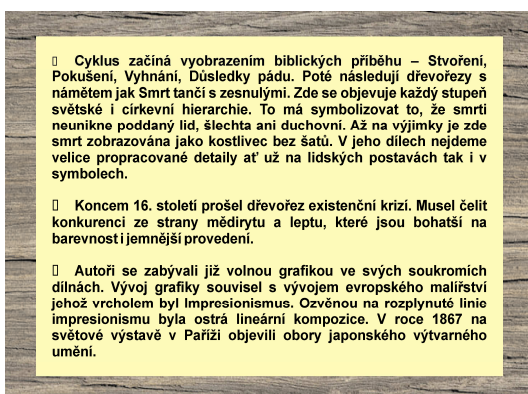 ▯ Cyklus začíná vyobrazením biblických příběhu – Stvoření,
Pokušení, Vyhnání, Důsledky pádu. Poté následují dřevořezy s
námětem jak Smrt tančí s zesnulými. Zde se objevuje každý stupeň
světské i církevní hierarchie. To má symbolizovat to, že smrti
neunikne poddaný lid, šlechta ani duchovní. Až na výjimky je zde
smrt zobrazována jako kostlivec bez šatů. V jeho dílech nejdeme
velice propracované detaily ať už na lidských postavách tak i v
symbolech.
▯ Koncem 16. století prošel dřevořez existenční krizí. Musel čelit
konkurenci ze strany mědirytu a leptu, které jsou bohatší na
barevnost i jemnější provedení.
▯ Autoři se zabývali již volnou grafikou ve svých soukromích
dílnách. Vývoj grafiky souvisel s vývojem evropského malířství
jehož vrcholem byl Impresionismus. Ozvěnou na rozplynuté linie
impresionismu byla ostrá lineární kompozice. V roce 1867 na
světové výstavě v Paříži objevili obory japonského výtvarného
umění.